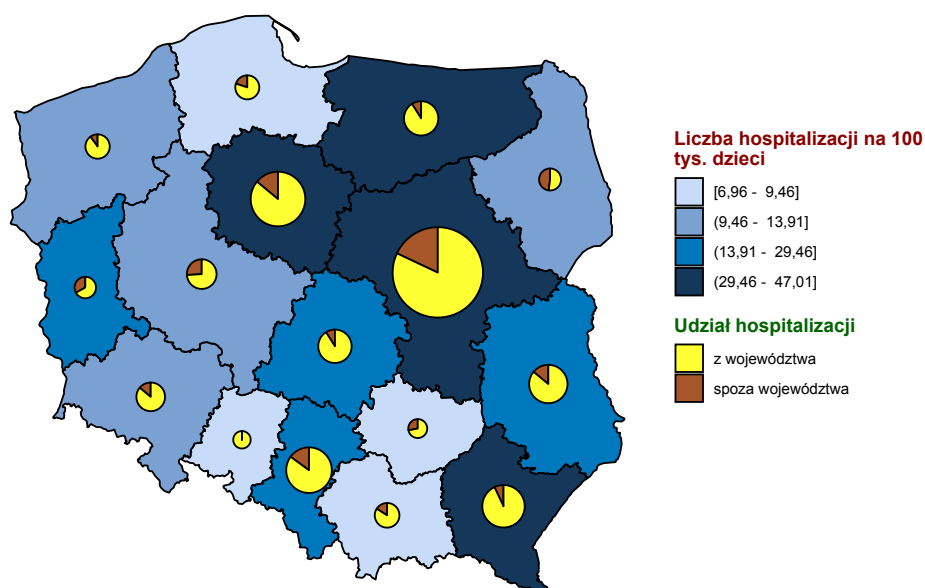 Liczba hospitalizacji na 100
tys. dzieci
[6,96 - 9,46]
(9,46 - 13,91]
(13,91 - 29,46]
(29,46 - 47,01]
Udział hospitalizacji
z województwa
spoza województwa